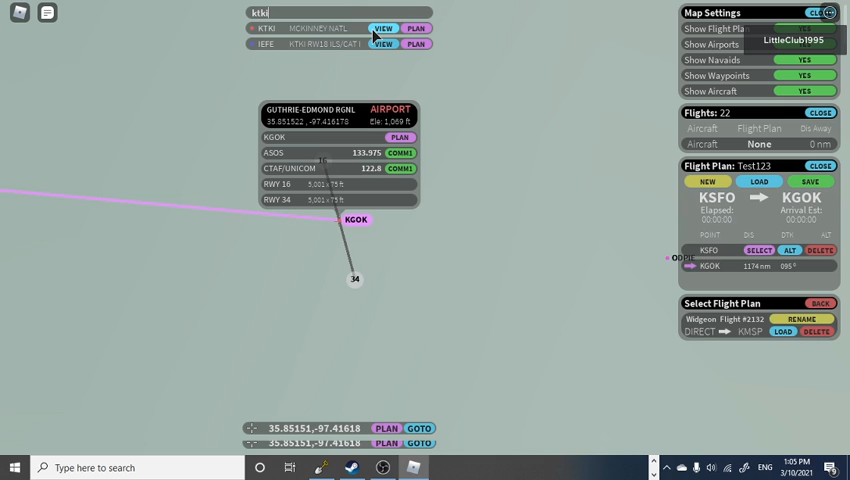 ktki
KTKI MCKINNEY NATL VIEW PLAN
IEFE KTKI RW18 ILS/CAT I VIEW PLAN
GUTHRIE-EDMOND RGNL AIRPORT
35.851522 , -97.416178 Ele: 1,069 ft
KGOK PLAN
ASOS 133.975 COMM1
CTAF/UNICOM 122.8 COMM1
RWY 16 5,001 x 75 ft
RWY 34 5,001 x 75 ft
KGOK
34
35.85151,-97.41618 PLAN GOTO
35.85151,-97.41618 PLAN GOTO
Map Settings
Show Flight Plan
LittleClub1995
Show Airports
Show Navaids YES
Show Waypoints YES
Show Aircraft YES
Flights: 22 CLOSE
Aircraft Flight Plan Dis Away
Aircraft None 0 nm
Flight Plan: Test123 CLOSE
NEW LOAD SAVE
KSFO KGOK
Elapsed: Arrival Est:
00:00:00 00:00:00
POINT DIS DTK ALT
KSFO SELECT ALT DELETE
KGOK 1174 nm 095°
Select Flight Plan BACK
Widgeon Flight #2132 RENAME
DIRECT KMSP LOAD DELETE
Type here to search
ENG
1:05 PM
3/10/2021
9